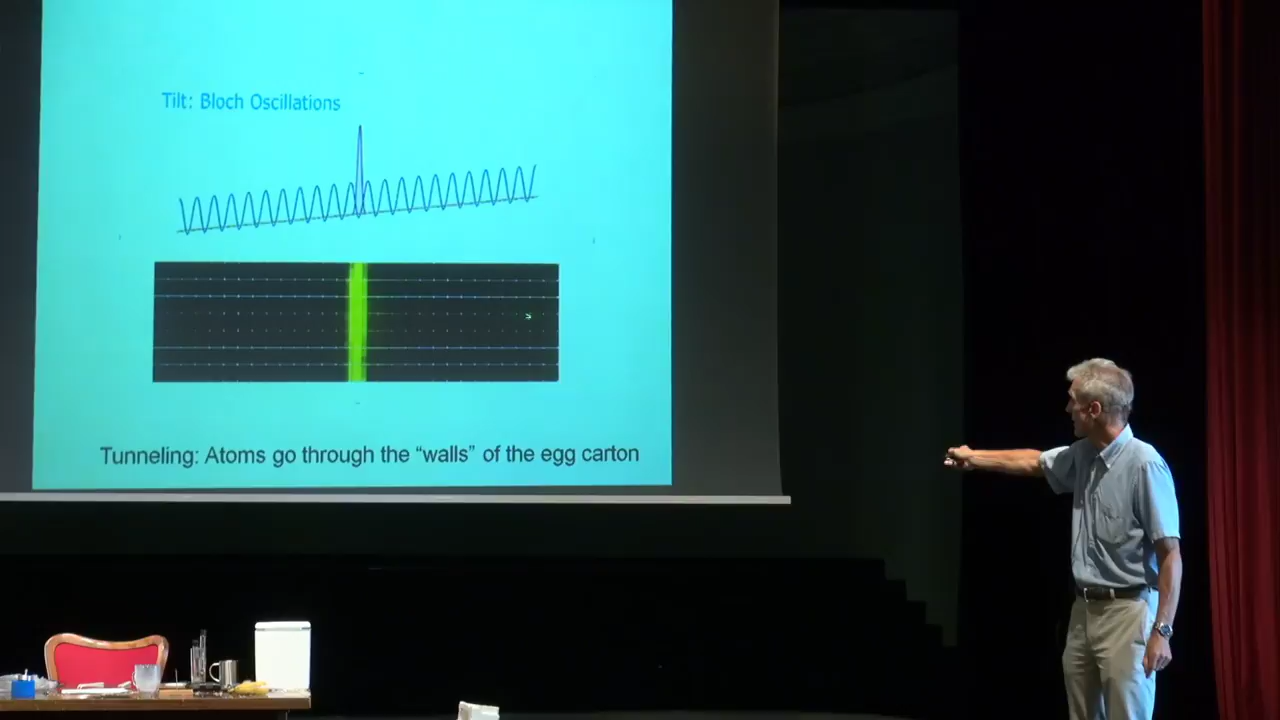 Tilt: Bloch Oscillations
Tunneling: Atoms go through the “walls” of the egg carton